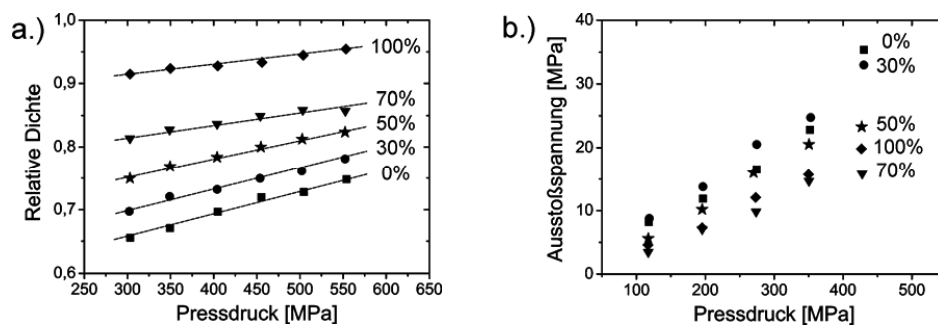 a.)
1,0
0,9
0,8
0,7
0,6
Relative Dichte
100%
70%
50%
30%
0%
250 300 350 400 450 500 550 600 650
Pressdruck [MPa]
b.)
40
30
20
10
0
Ausstoßspannung [MPa]
0%
30%
50%
100%
70%
100 200 300 400 500
Pressdruck [MPa]